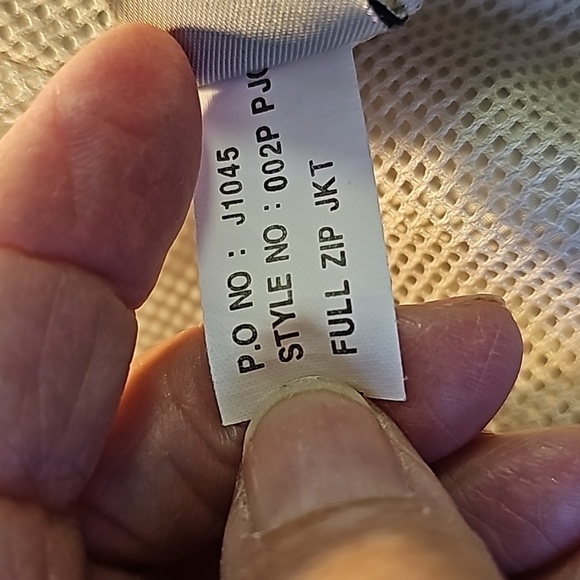 P.O NO : J1045
STYLE NO : 002P
FULL ZIP JKT